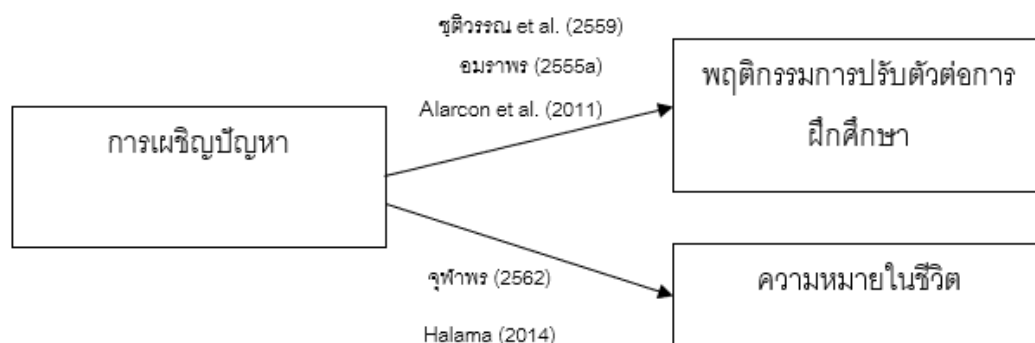 ชุติวรรณ et al. (2559)
อมราพร (2555a)
Alarcon et al. (2011)
การเผชิญปัญหา
พฤติกรรมการปรับตัวต่อการ
ฝึกศึกษา
จุฬาพร (2562)
Halama (2014)
ความหมายในชีวิต